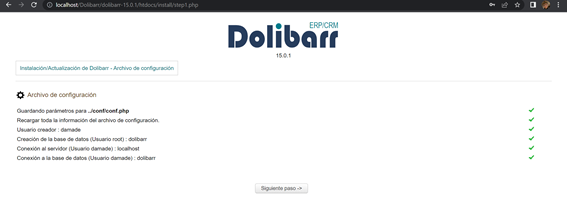 localhost/Dolibarr/dolibarr-15.0.1/htdocs/install/step1.php
ERP/CRM
Dolibarr
15.0.1
Instalación/Actualización de Dolibarr - Archivo de configuración
Archivo de configuración
Guardando parámetros para ../conf/conf.php
Recargar toda la información del archivo de configuración.
Usuario creador : damade
Creación de la base de datos (Usuario root) : dolibarr
Conexión al servidor (Usuario damade) : localhost
Conexión a la base de datos (Usuario damade) : dolibarr
Siguiente paso ->